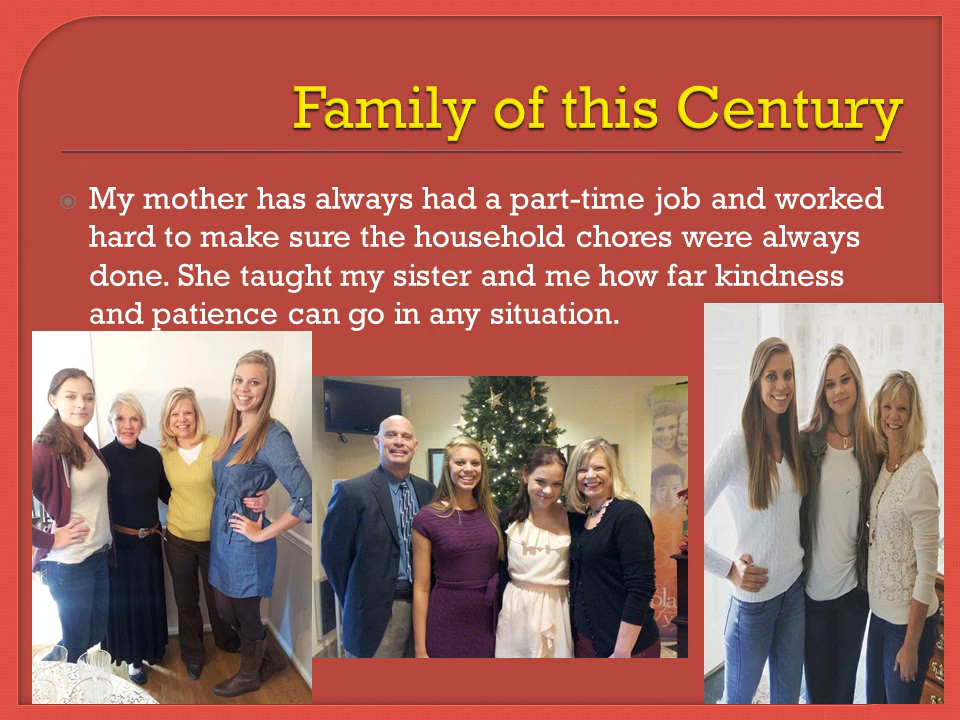 Family of this Century
My mother has always had a part-time job and worked
hard to make sure the household chores were always
done. She taught my sister and me how far kindness
and patience can go in any situation.